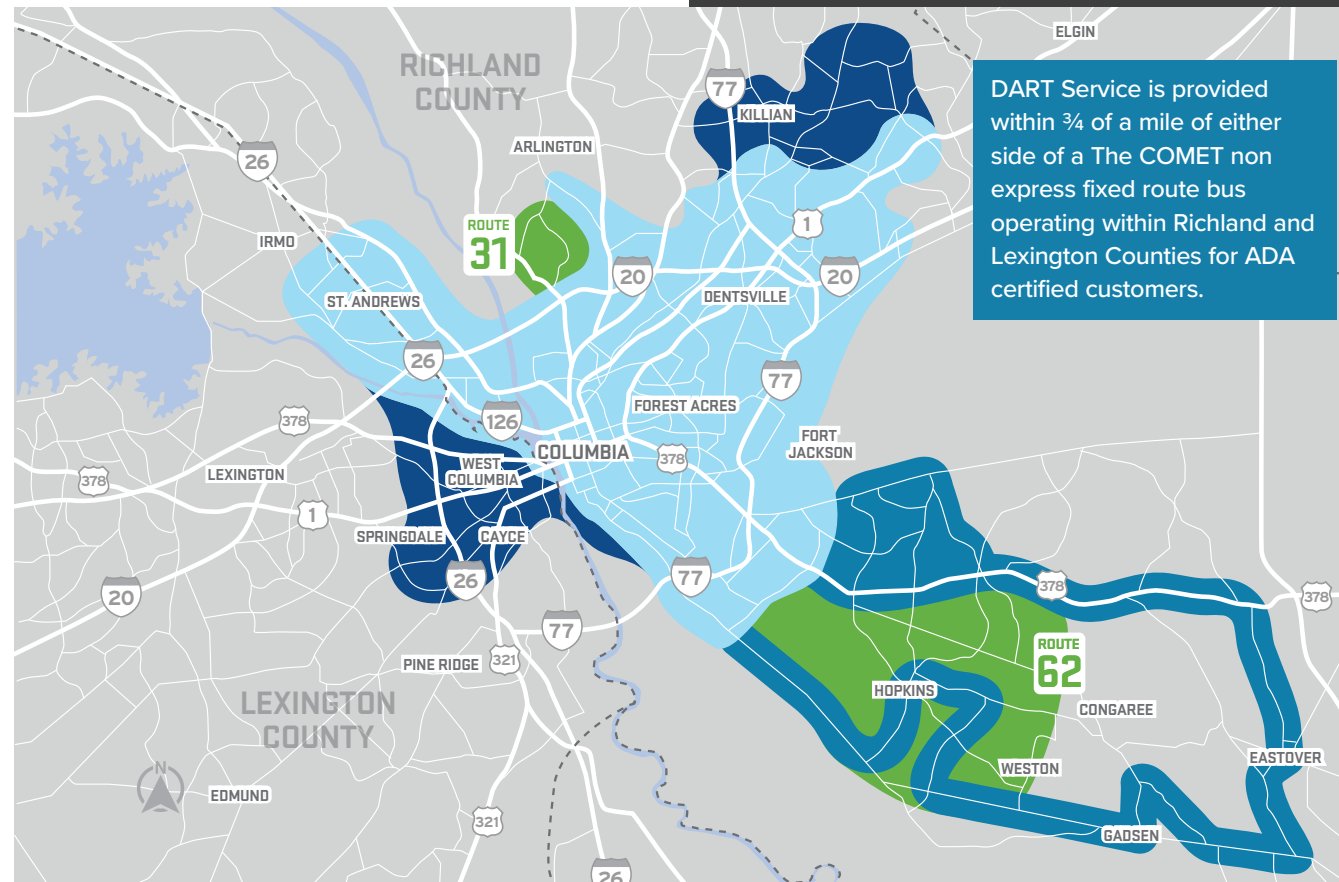 ELGIN
RICHLAND
COUNTY
77
KILLIAN
DART Service is provided
within ¾ of a mile of either
side of a The COMET non
express fixed route bus
operating within Richland and
Lexington Counties for ADA
certified customers.
ARLINGTON
26
ROUTE
31
1
IRMO
20
20
DENTSVILLE
ST. ANDREWS
26
77
FOREST ACRES
378
126
FORT
JACKSON
COLUMBIA
378
WEST
COLUMBIA
LEXINGTON
378
1
SPRINGDALE
CAYCE
26
77
20
378
378
77
ROUTE
62
PINE RIDGE
321
HOPKINS
CONGAREE
LEXINGTON
COUNTY
EASTOVER
WESTON
N
EDMUND
321
GADSEN
26